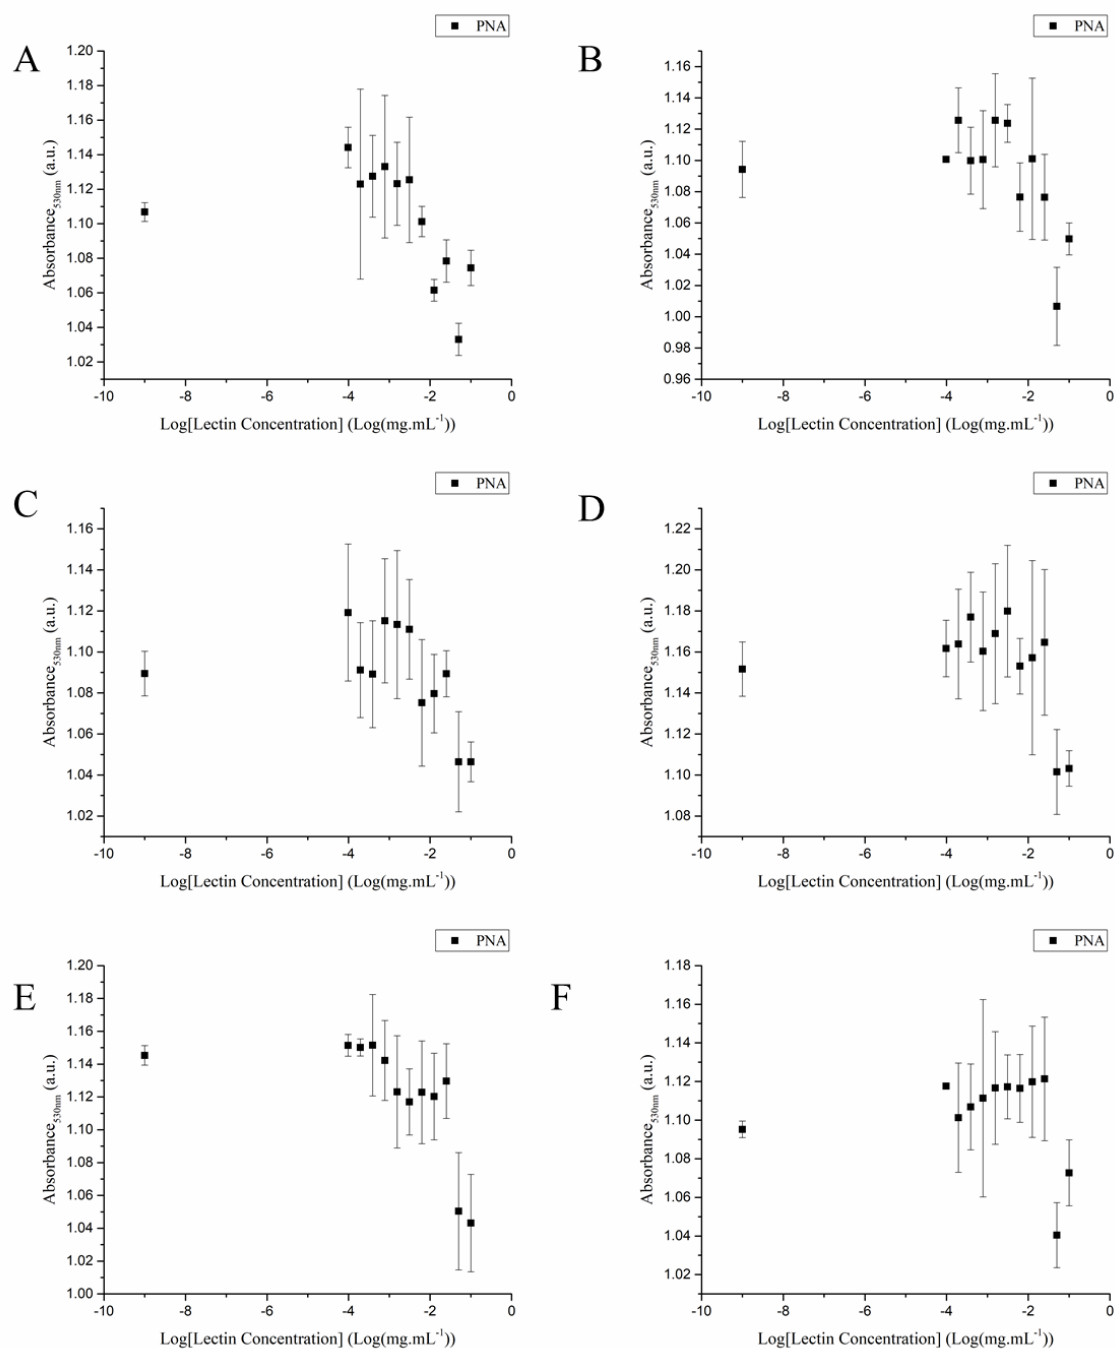 PNA
A
1.20
1.18
1.16
1.14
1.12
1.10
1.08
1.06
1.04
1.02
Absorbance530nm (a.u.)
-10 -8 -6 -4 -2 0
Log[Lectin Concentration] (Log(mg.mL-1))
PNA
B
1.16
1.14
1.12
1.10
1.08
1.06
1.04
1.02
1.00
0.98
0.96
Absorbance530nm (a.u.)
-10 -8 -6 -4 -2 0
Log[Lectin Concentration] (Log(mg.mL-1))
PNA
C
1.16
1.14
1.12
1.10
1.08
1.06
1.04
1.02
Absorbance530nm (a.u.)
-10 -8 -6 -4 -2 0
Log[Lectin Concentration] (Log(mg.mL-1))
PNA
D
1.22
1.20
1.18
1.16
1.14
1.12
1.10
1.08
Absorbance530nm (a.u.)
-10 -8 -6 -4 -2 0
Log[Lectin Concentration] (Log(mg.mL-1))
PNA
E
1.20
1.18
1.16
1.14
1.12
1.10
1.08
1.06
1.04
1.02
1.00
Absorbance530nm (a.u.)
-10 -8 -6 -4 -2 0
Log[Lectin Concentration] (Log(mg.mL-1))
PNA
F
1.18
1.16
1.14
1.12
1.10
1.08
1.06
1.04
1.02
Absorbance530nm (a.u.)
-10 -8 -6 -4 -2 0
Log[Lectin Concentration] (Log(mg.mL-1))